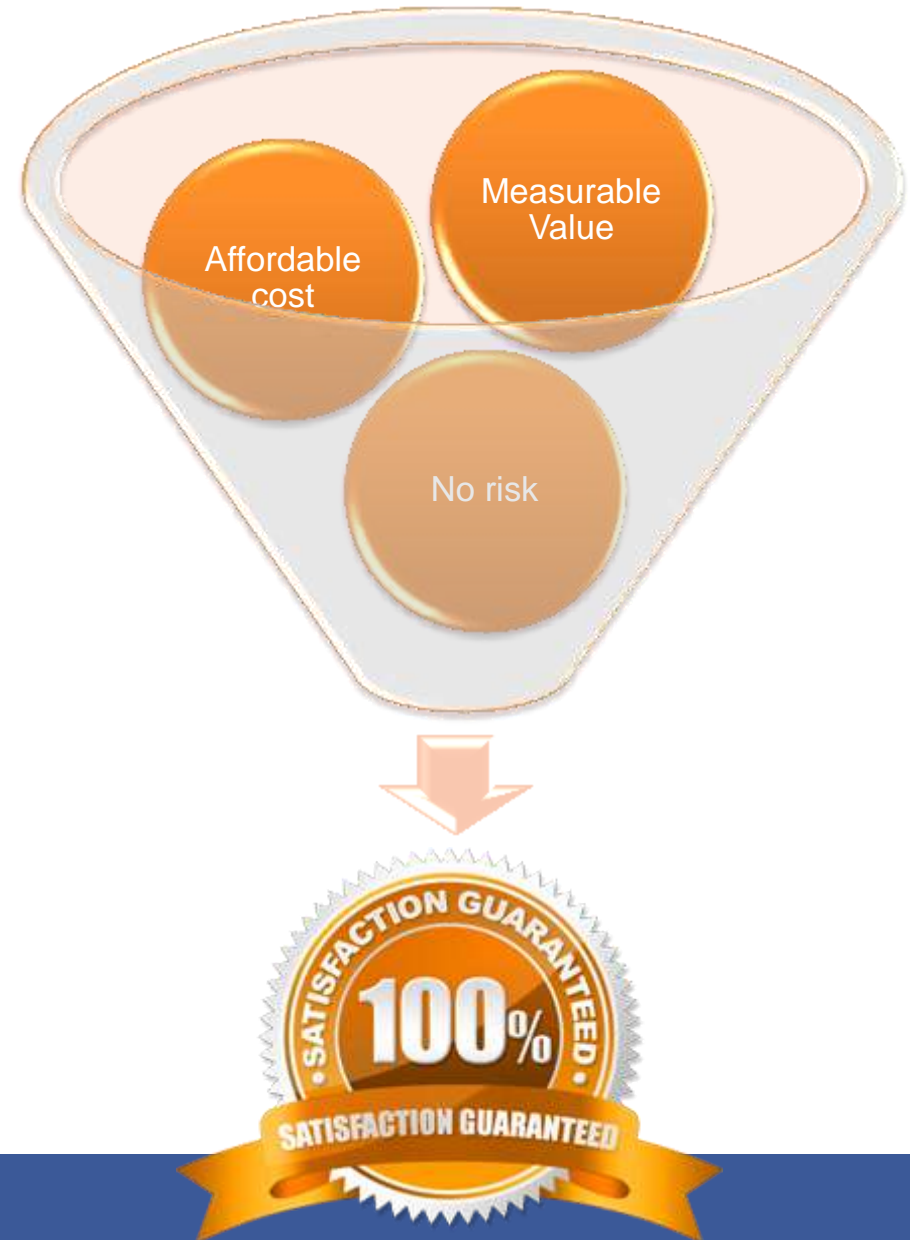 Measurable
Value
Affordable
cost
No risk
• SATISFACTION GUARANTEED •
100%
SATISFACTION GUARANTEED